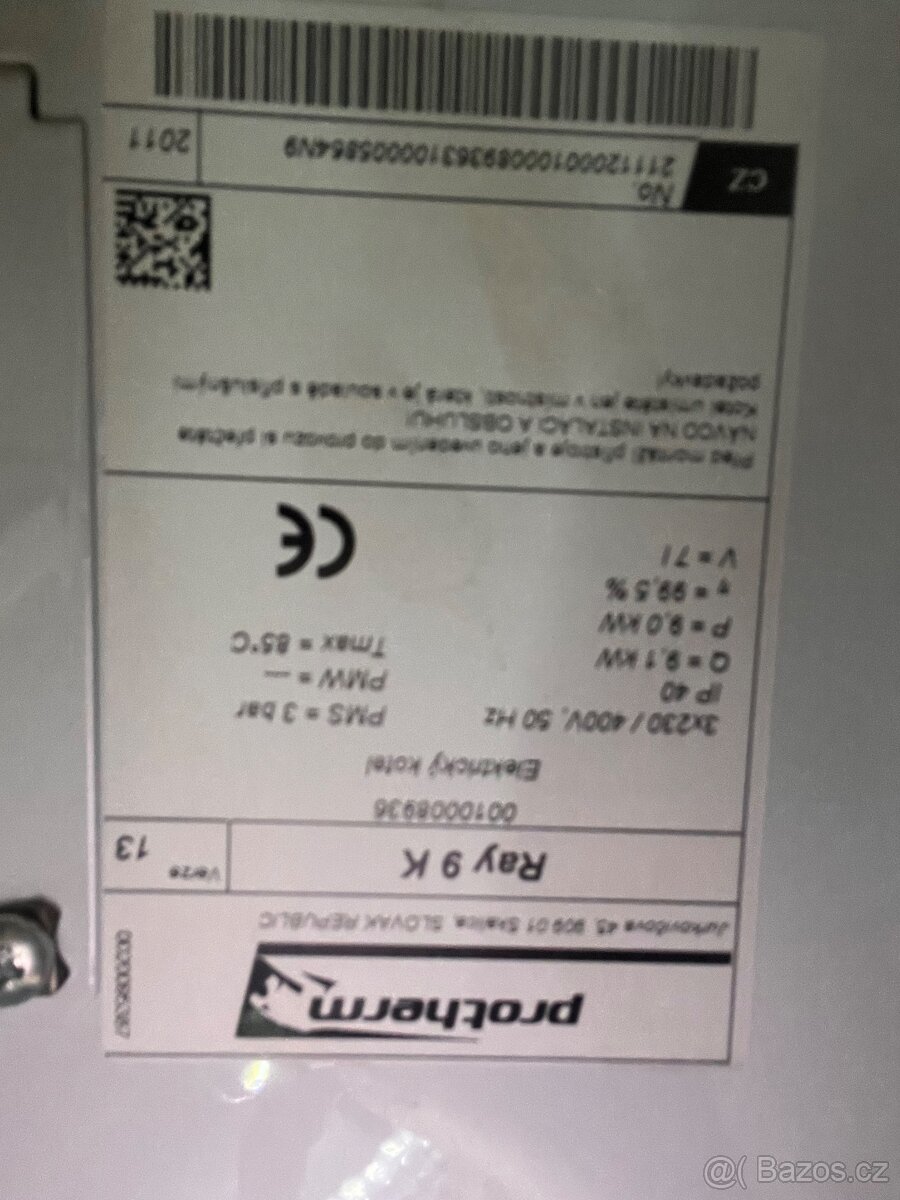 protherm
Jurkovičova 45, 909 01 Skalica, SLOVAK REPUBLIC
Ray 9 K
Verze
13
0010008936
Elektrický kotel
3x230 / 400V, 50 Hz
IP 40
Q = 9,1 kW
P = 9,0 kW
η = 99,5 %
V = 7 l
PMS = 3 bar
PMW = —
Tmax = 85°C
CE
Před montáží přístroje a jeho uvedením do provozu si přečtěte
NÁVOD NA INSTALACI A OBSLUHU!
Kotel umístěte jen v místnosti, která je v souladě s příslušnými
požadavky!
CZ
No.
2011
@( Bazos.cz